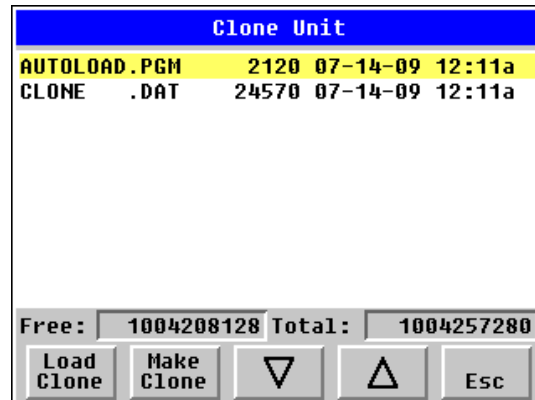 Clone Unit
AUTOLOAD.PGM 2120 07-14-09 12:11a
CLONE .DAT 24570 07-14-09 12:11a
Free: 1004208128 Total: 1004257280
Load Clone Make Clone ▽ △ Esc